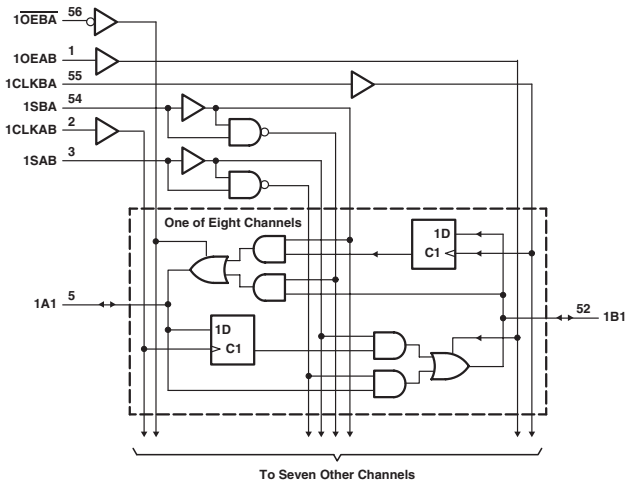 1OEBA 56
1OEAB 1
1CLKBA 55
1SBA 54
1CLKAB 2
1SAB 3
One of Eight Channels
1D
C1
1A1 5
1D
C1
52 1B1
To Seven Other Channels